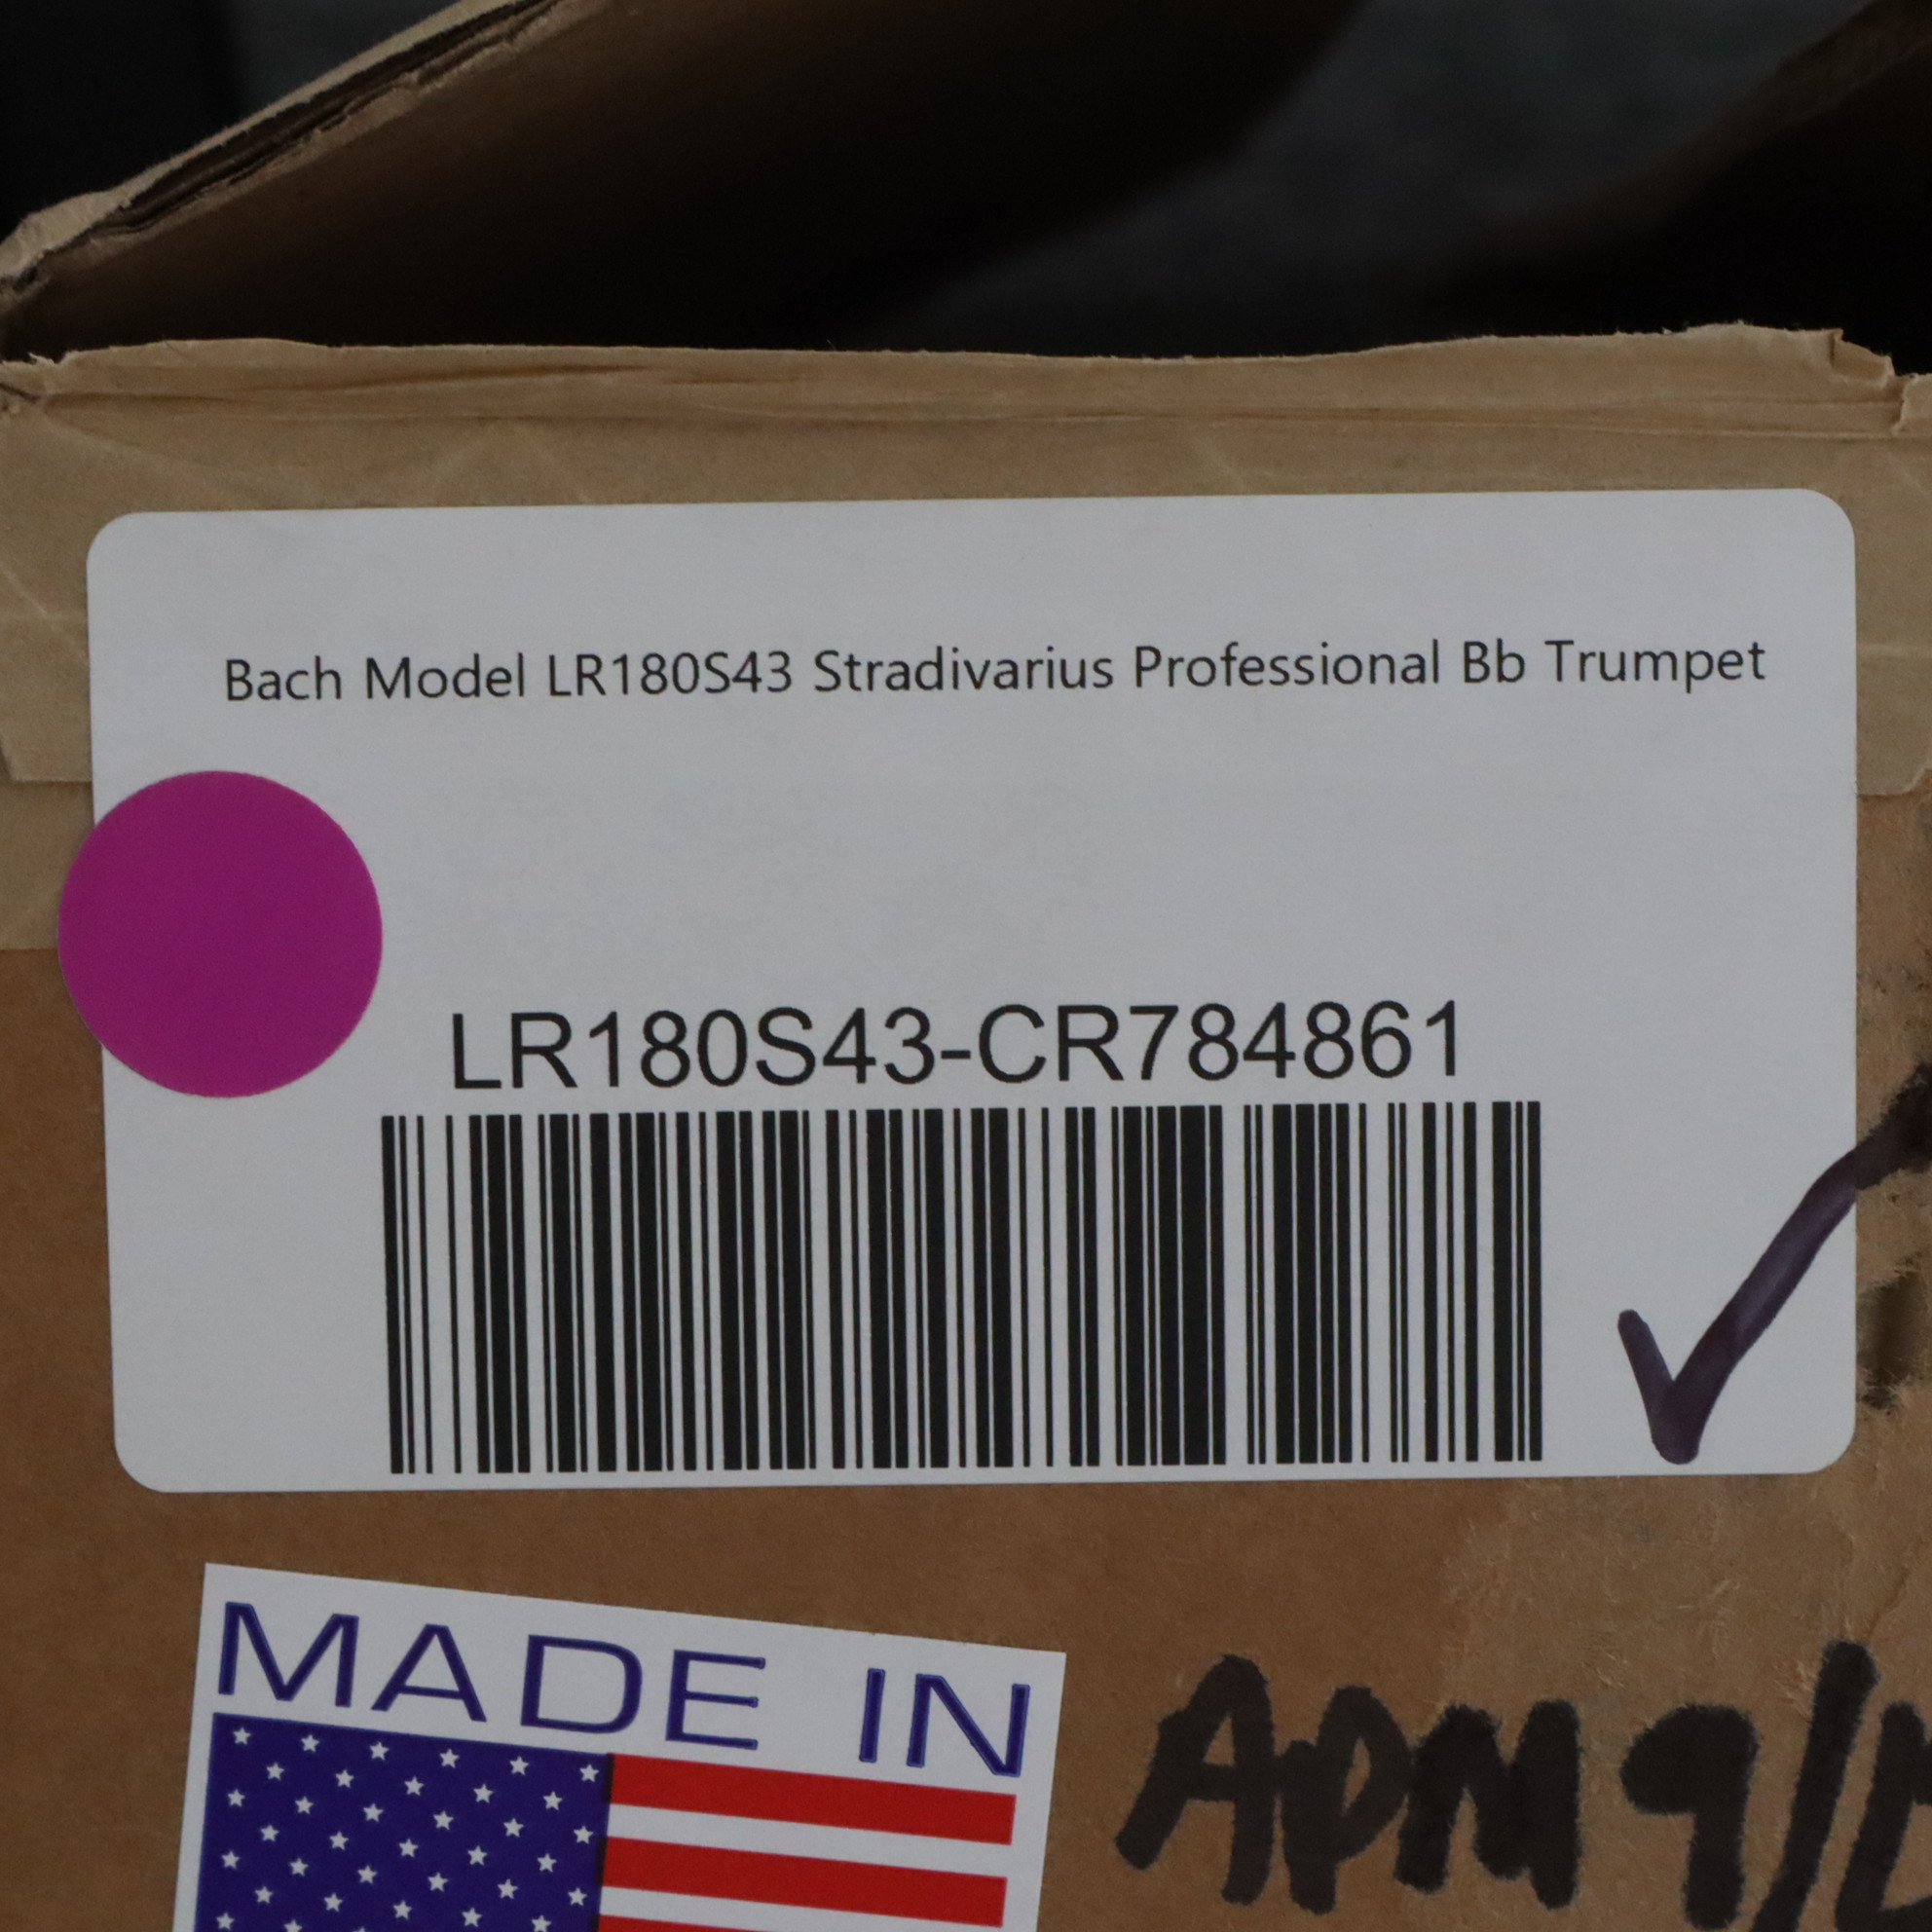 Bach Model LR180S43 Stradivarius Professional Bb Trumpet
LR180S43-CR784861
MADE IN